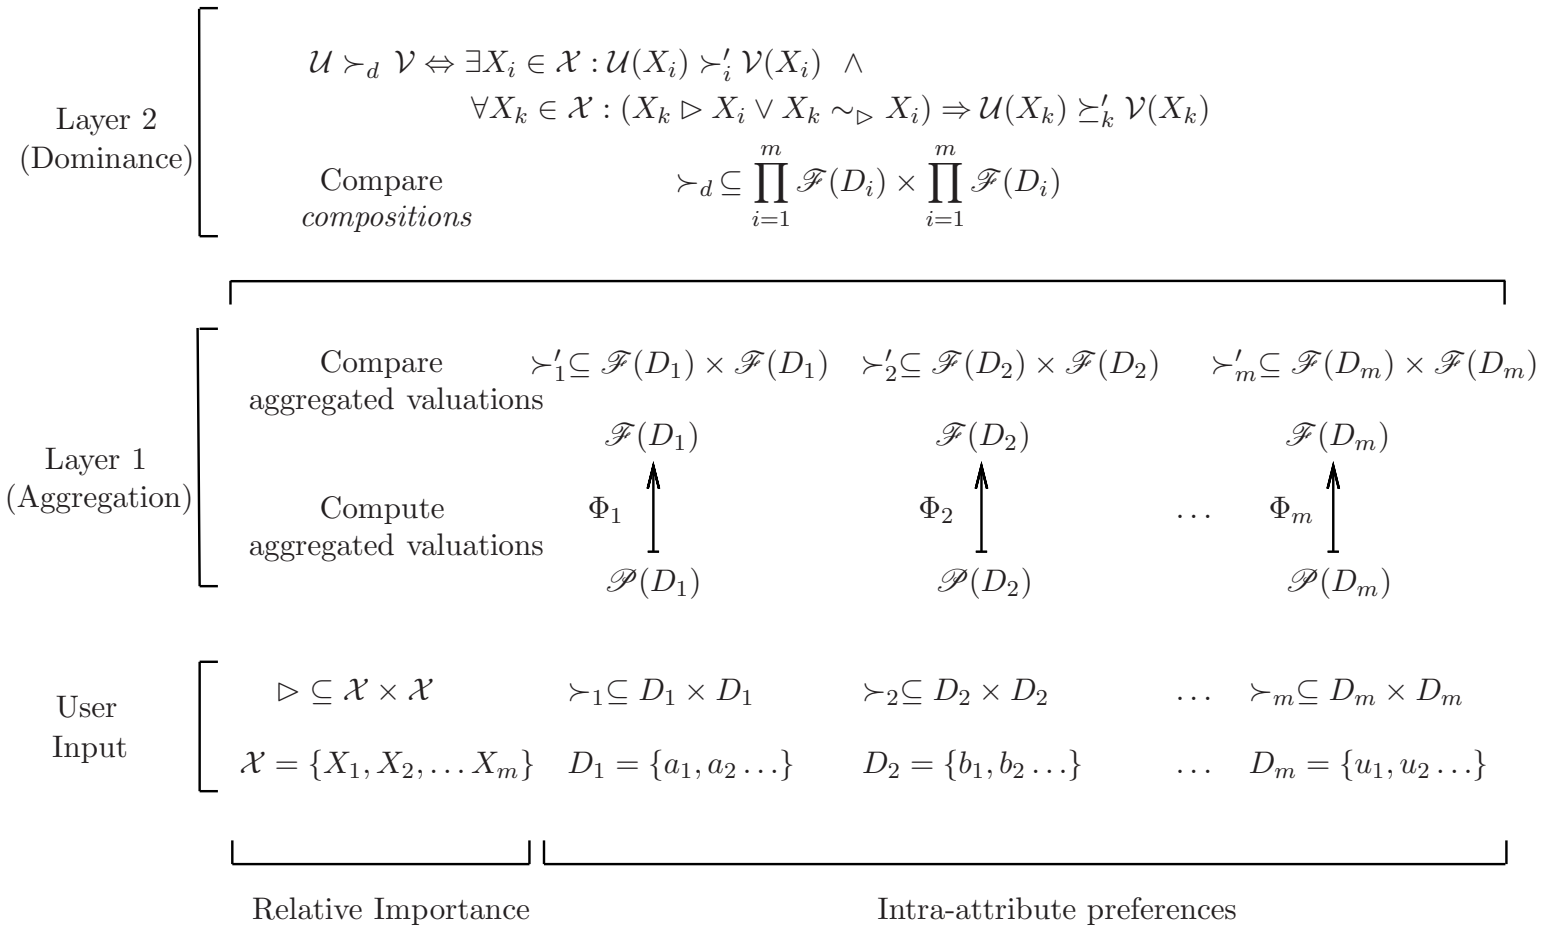 𝒰 ≻_d 𝒱 ⇔ ∃X_i ∈ 𝒳 : 𝒰(X_i) ≻′_i 𝒱(X_i) ∧
∀X_k ∈ 𝒳 : (X_k ▷ X_i ∨ X_k ∼_▷ X_i) ⇒ 𝒰(X_k) ⪰′_k 𝒱(X_k)
Layer 2
(Dominance)
Compare
compositions
≻_d ⊆ ∏_{i=1}^{m} ℱ(D_i) × ∏_{i=1}^{m} ℱ(D_i)
Layer 1
(Aggregation)
Compare
aggregated valuations
≻′_1 ⊆ ℱ(D_1) × ℱ(D_1) ≻′_2 ⊆ ℱ(D_2) × ℱ(D_2) ≻′_m ⊆ ℱ(D_m) × ℱ(D_m)
ℱ(D_1) ℱ(D_2) ℱ(D_m)
Compute
aggregated valuations
Φ_1 Φ_2 … Φ_m
𝒫(D_1) 𝒫(D_2) 𝒫(D_m)
User
Input
▷ ⊆ 𝒳 × 𝒳 ≻_1 ⊆ D_1 × D_1 ≻_2 ⊆ D_2 × D_2 … ≻_m ⊆ D_m × D_m
𝒳 = {X_1, X_2, … X_m} D_1 = {a_1, a_2 …} D_2 = {b_1, b_2 …} … D_m = {u_1, u_2 …}
Relative Importance Intra-attribute preferences